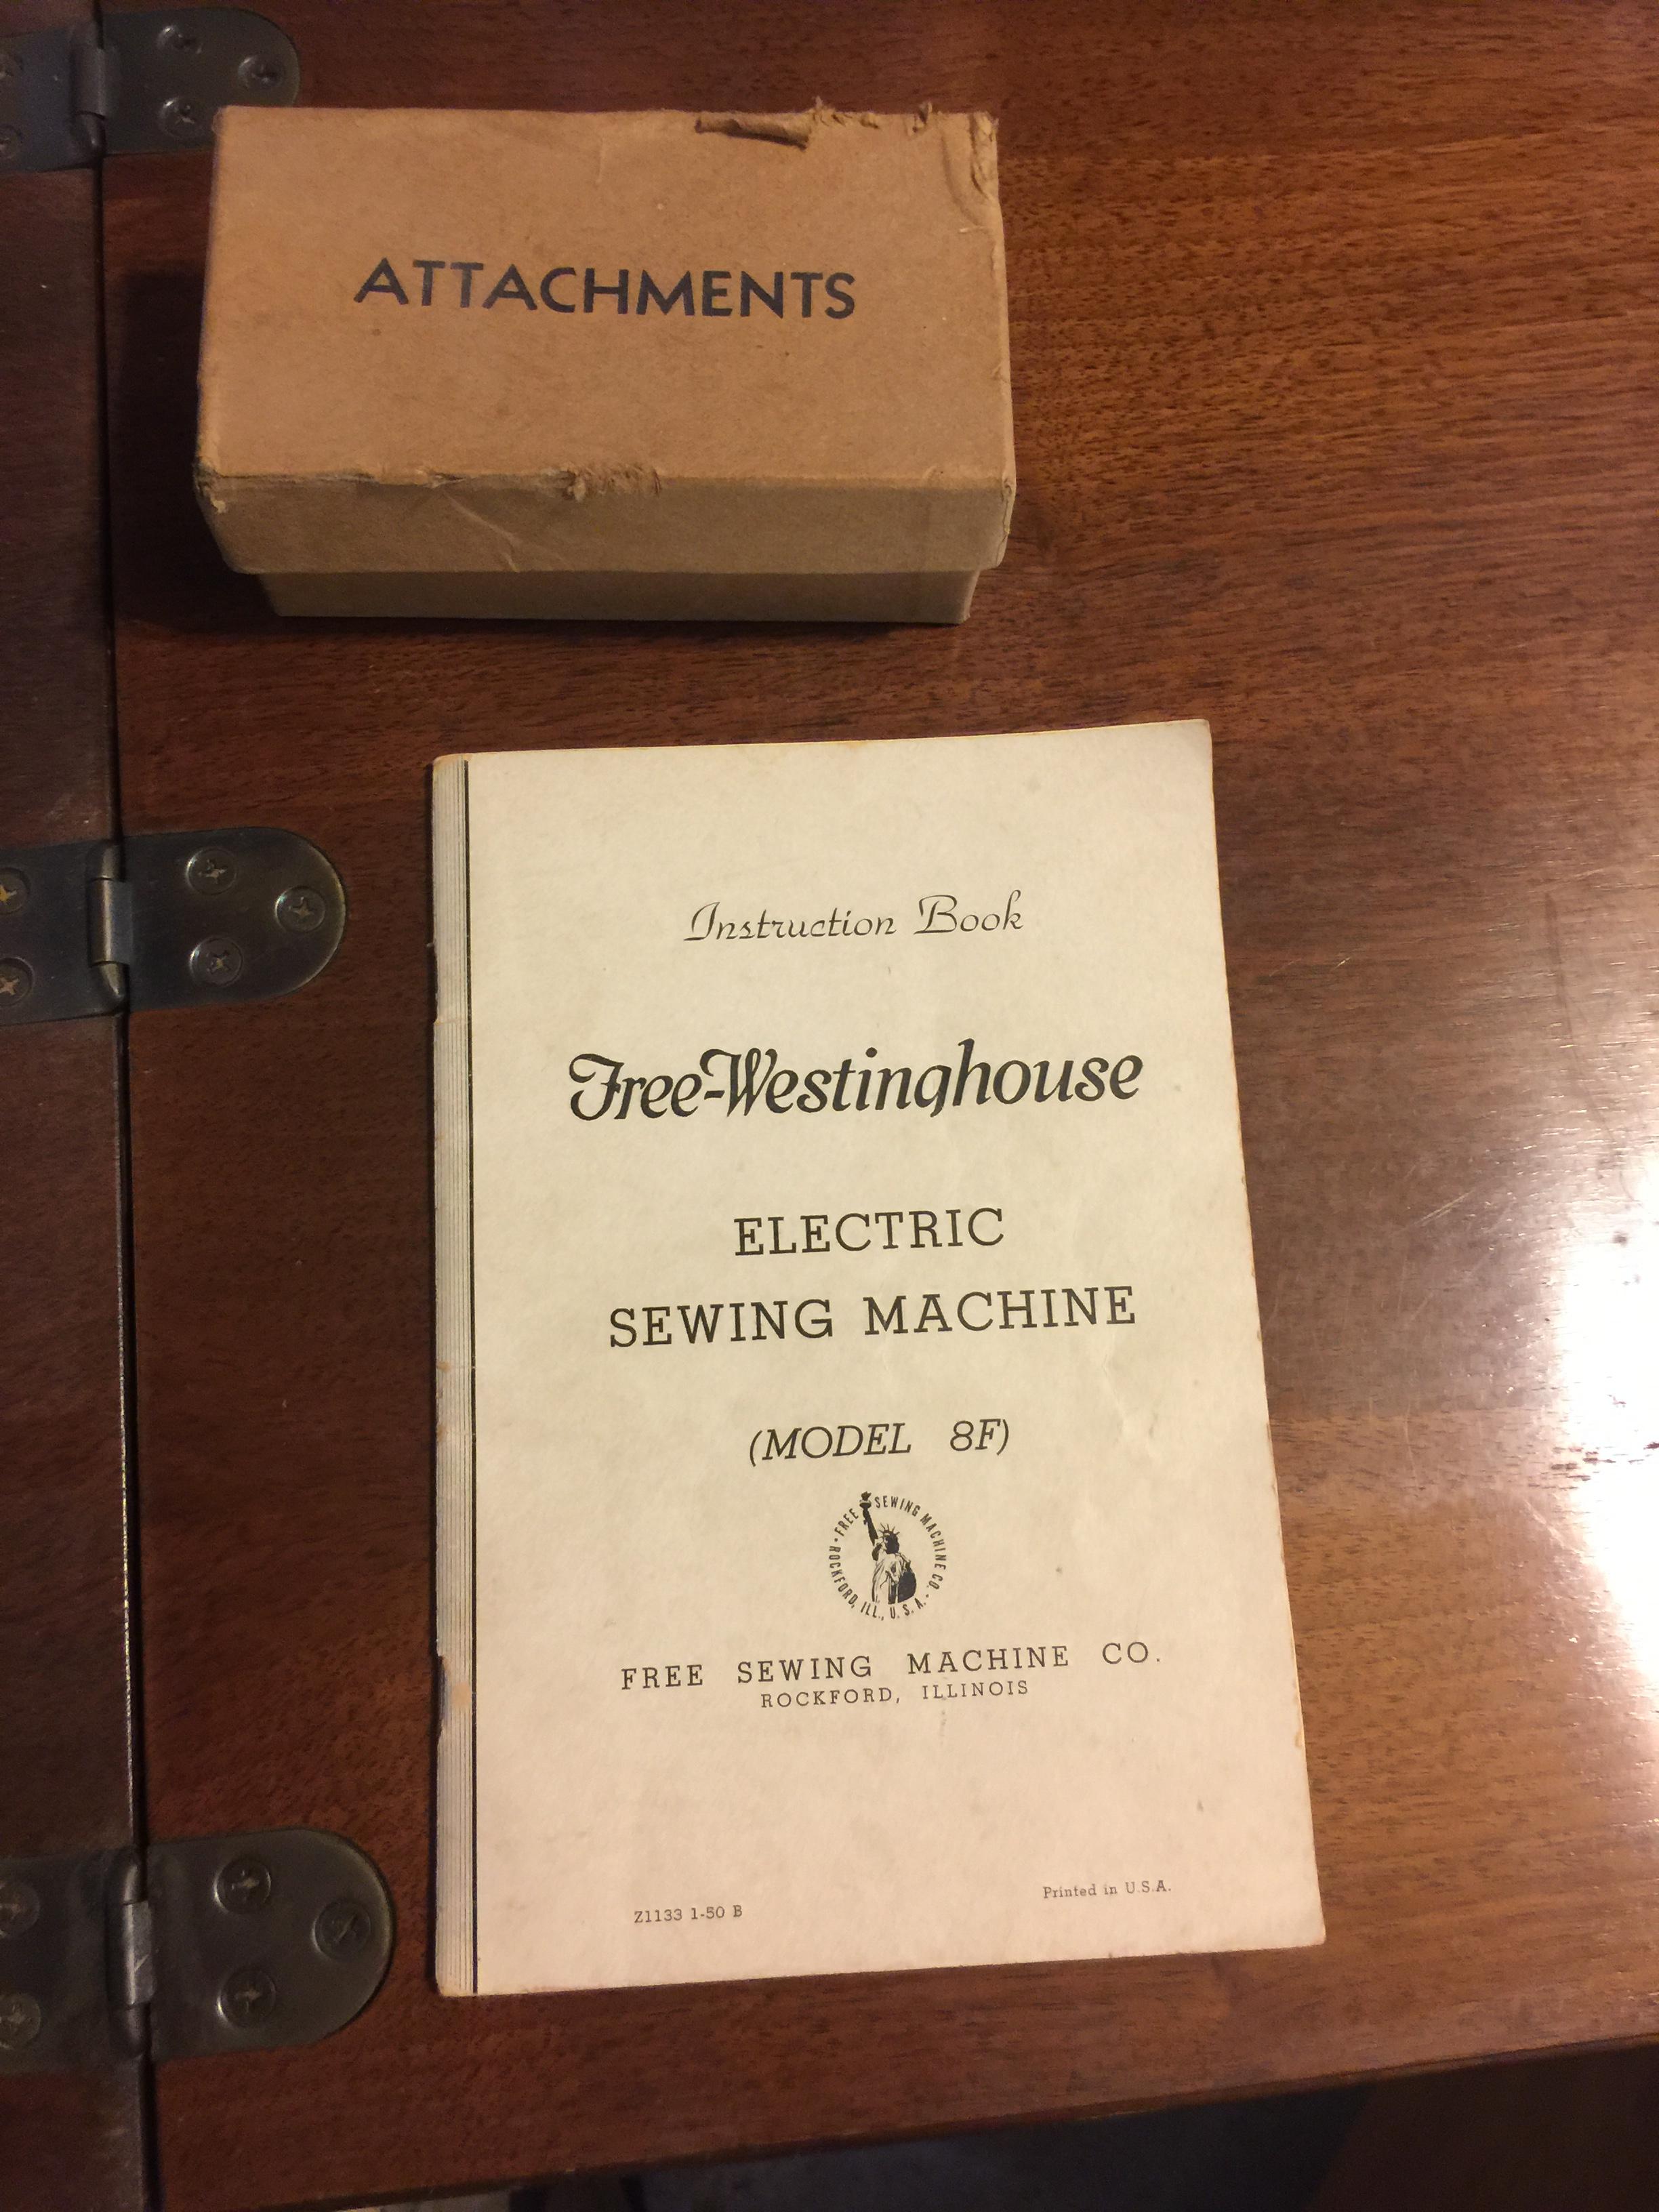 ATTACHMENTS
Instruction Book
Free-Westinghouse
ELECTRIC
SEWING MACHINE
(MODEL 8F)
• FREE SEWING MACHINE CO. •
ROCKFORD, ILL., U. S. A.
FREE SEWING MACHINE CO.
ROCKFORD, ILLINOIS
Z1133 1-50 B
Printed in U.S.A.